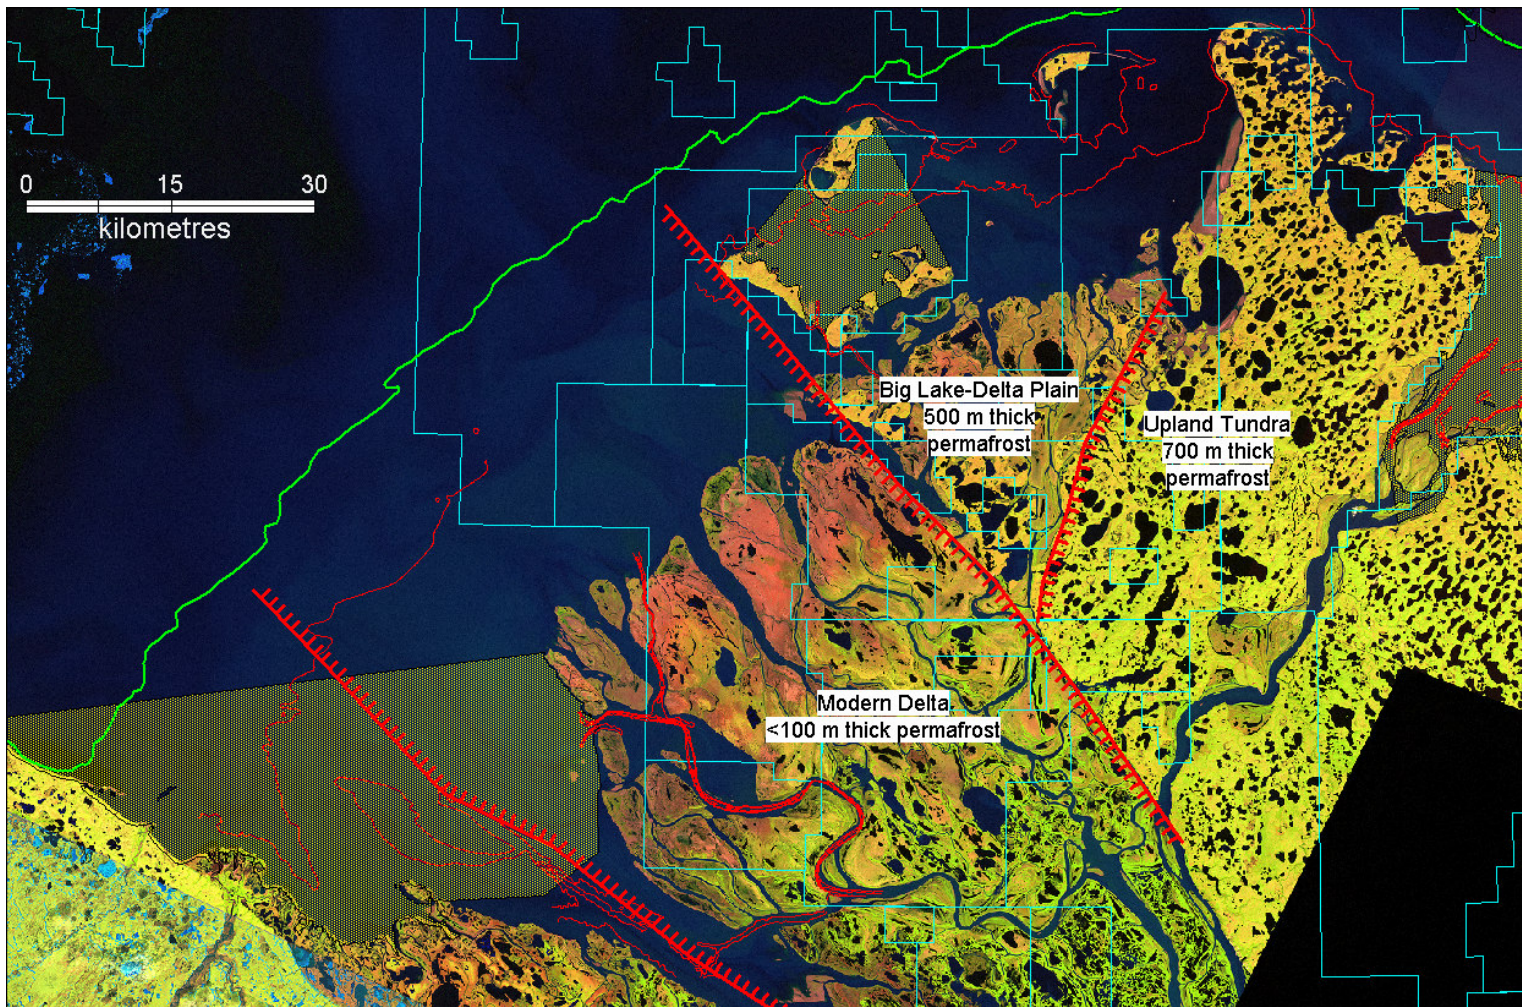 0 15 30
kilometres
Big Lake-Delta Plain
500 m thick
permafrost
Upland Tundra
700 m thick
permafrost
Modern Delta
<100 m thick permafrost